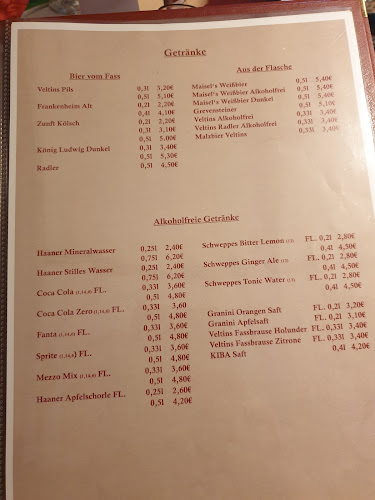 Getränke
Bier vom Fass
Veltins Pils 0,3l 3,20€
0,5l 5,10€
Frankenheim Alt 0,2l 2,20€
0,4l 4,10€
Zunft Kölsch 0,2l 2,20€
0,3l 3,10€
0,5l 5,00€
König Ludwig Dunkel 0,3l 3,40€
0,5l 5,30€
Radler 0,5l 4,50€
Aus der Flasche
Maisel's Weißbier 0,5l 5,40€
Maisel's Weißbier Alkoholfrei 0,5l 5,40€
Maisel's Weißbier Dunkel 0,5l 5,40€
Grevensteiner 0,5l 5,40€
Veltins Alkoholfrei 0,33l 3,40€
Veltins Radler Alkoholfrei 0,33l 3,40€
Malzbier Veltins 0,33l 3,40€
Alkoholfreie Getränke
Haaner Mineralwasser 0,25l 2,40€
0,75l 6,20€
Haaner Stilles Wasser 0,25l 2,40€
0,75l 6,20€
Coca Cola FL. 0,33l 3,60
0,5l 4,80€
Coca Cola Zero FL. 0,33l 3,60
0,5l 4,80€
Fanta FL. 0,33l 3,60€
0,5l 4,80€
Sprite FL. 0,33l 3,60€
0,5l 4,80€
Mezzo Mix FL. 0,33l 3,60€
0,5l 4,80€
Haaner Apfelschorle FL. 0,25l 2,60€
0,5l 4,20€
Schweppes Bitter Lemon FL. 0,2l 2,80€
0,4l 4,50€
Schweppes Ginger Ale FL. 0,2l 2,80€
0,4l 4,50€
Schweppes Tonic Water FL. 0,2l 2,80€
0,4l 4,50€
Granini Orangen Saft FL. 0,2l 3,20€
Granini Apfelsaft FL. 0,2l 3,10€
Veltins Fassbrause Holunder FL. 0,33l 3,40€
Veltins Fassbrause Zitrone FL. 0,33l 3,40€
KIBA Saft 0,4l 4,20€